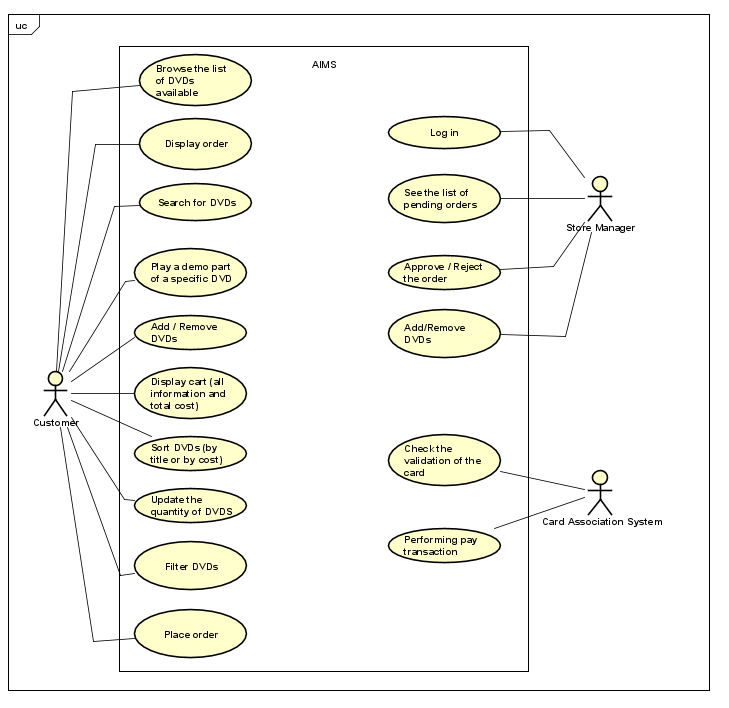 uc
AIMS
Browse the list
of DVDs
available
Display order
Search for DVDs
Play a demo part
of a specific DVD
Add / Remove
DVDs
Display cart (all
information and
total cost)
Sort DVDs (by
title or by cost)
Update the
quantity of DVDS
Filter DVDs
Place order
Customer
Log in
See the list of
pending orders
Approve / Reject
the order
Add/Remove
DVDs
Check the
validation of the
card
Performing pay
transaction
Store Manager
Card Association System